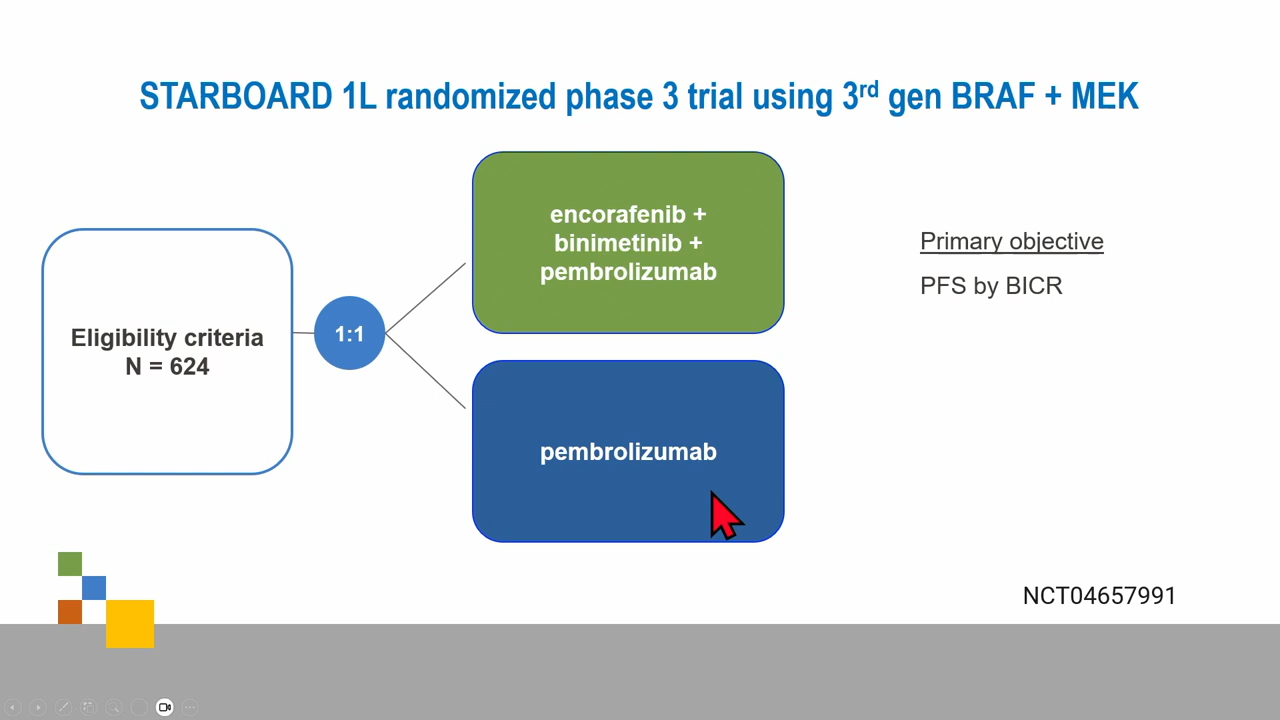 STARBOARD 1L randomized phase 3 trial using 3rd gen BRAF + MEK
Eligibility criteria
N = 624
1:1
encorafenib +
binimetinib +
pembrolizumab
pembrolizumab
Primary objective
PFS by BICR
NCT04657991